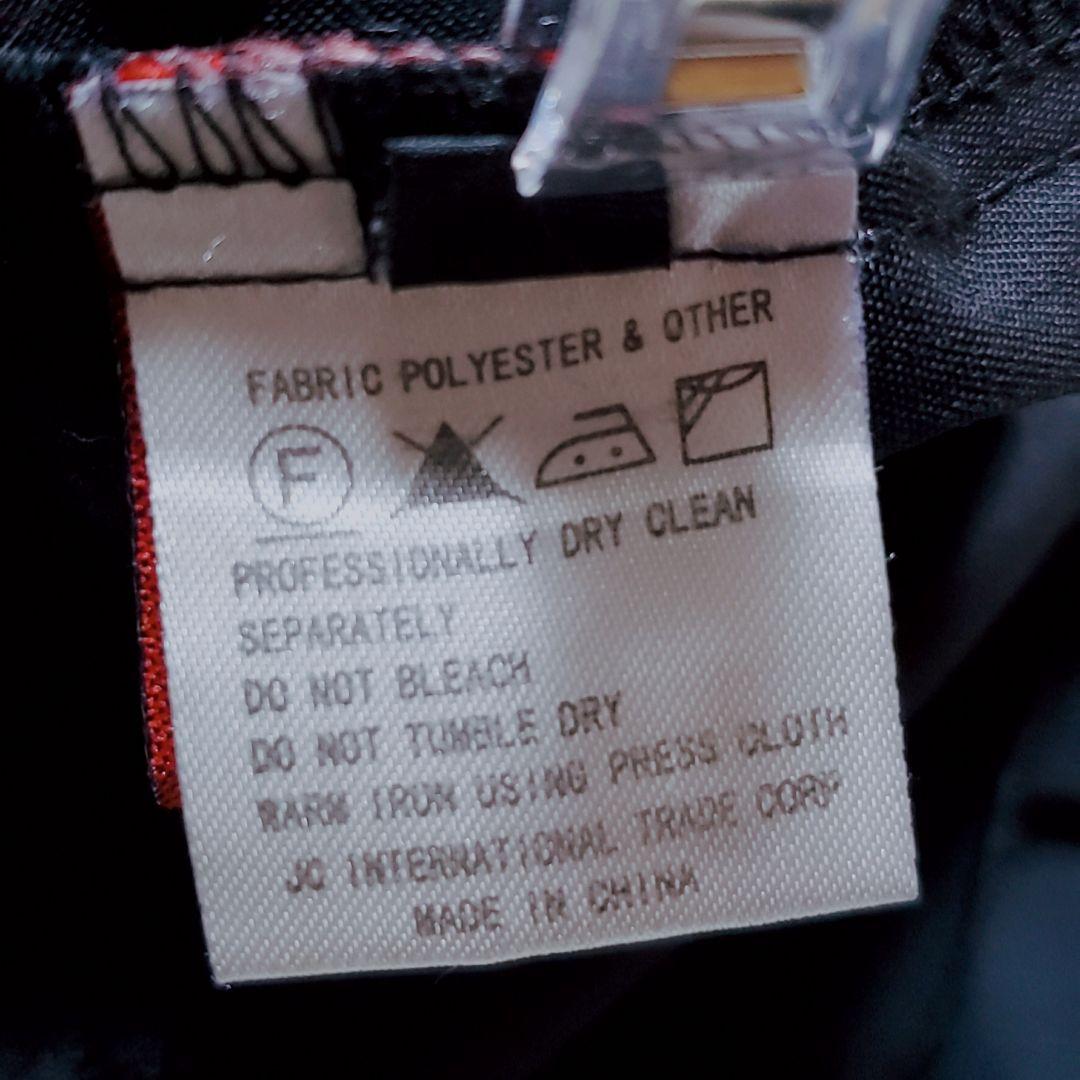 FABRIC POLYESTER & OTHER
F
PROFESSIONALLY DRY CLEAN
SEPARATELY
DO NOT BLEACH
DO NOT TUMBLE DRY
WARM IRON USING PRESS CLOTH
JC INTERNATIONAL TRADE CORP
MADE IN CHINA